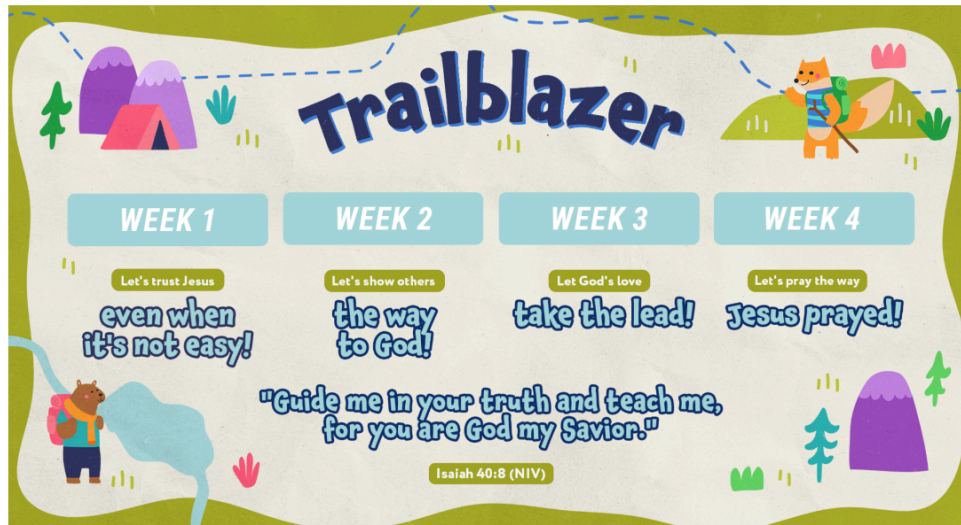 Trailblazer
WEEK 1
WEEK 2
WEEK 3
WEEK 4
Let's trust Jesus
even when
it's not easy!
Let's show others
the way
to God!
Let God's love
take the lead!
Let's pray the way
Jesus prayed!
"Guide me in your truth and teach me,
for you are God my Savior."
Isaiah 40:8 (NIV)